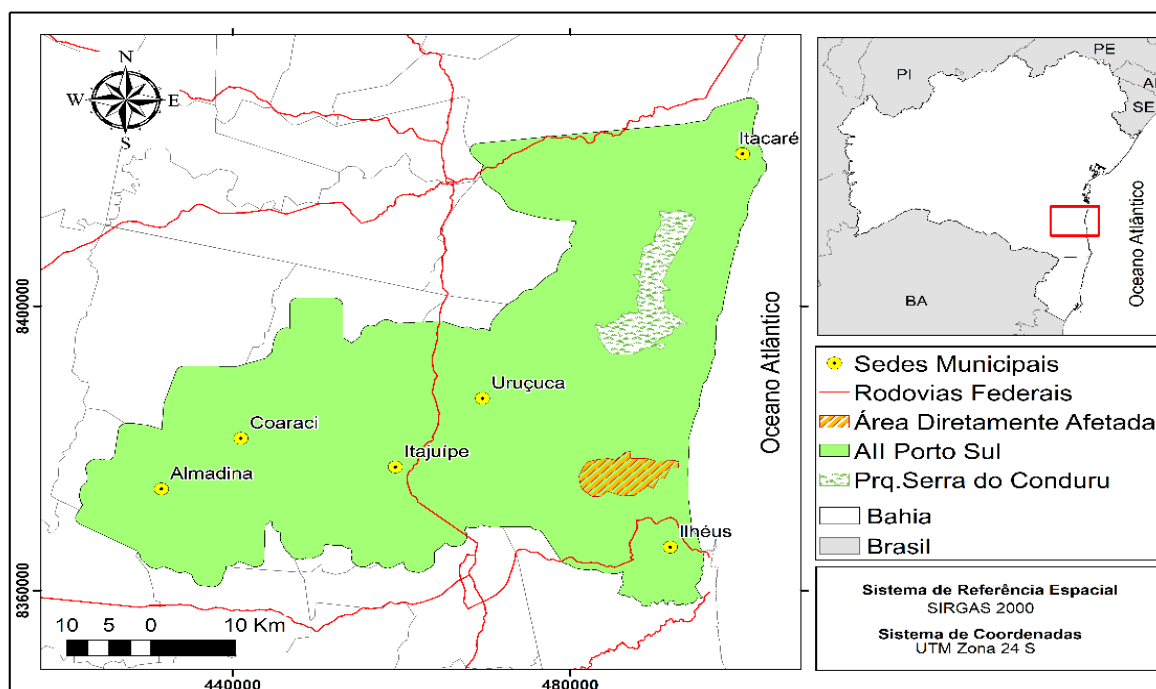 N
W E
S
Itacaré
Oceano Atlântico
Uruçuca
Coaraci
Itajuípe
Almadina
Ilhéus
8400000
8360000
10 5 0 10 Km
440000 480000
PE
PI
AL
SE
BA
Oceano Atlântico
Sedes Municipais
Rodovias Federais
Área Diretamente Afetada
AII Porto Sul
Prq.Serra do Conduru
Bahia
Brasil
Sistema de Referência Espacial
SIRGAS 2000
Sistema de Coordenadas
UTM Zona 24 S